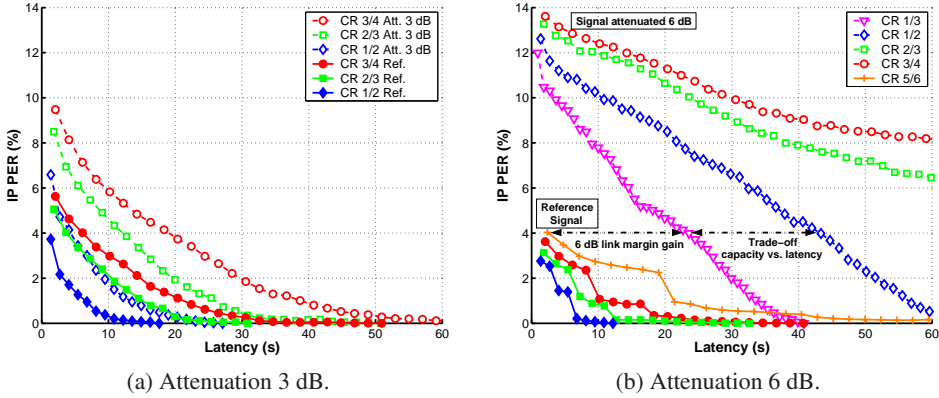 14
12
10
8
6
4
2
0
IP PER (%)
0 10 20 30 40 50 60
Latency (s)
CR 3/4 Att. 3 dB
CR 2/3 Att. 3 dB
CR 1/2 Att. 3 dB
CR 3/4 Ref.
CR 2/3 Ref.
CR 1/2 Ref.
(a) Attenuation 3 dB.
14
12
10
8
6
4
2
0
IP PER (%)
0 10 20 30 40 50 60
Latency (s)
Signal attenuated 6 dB
CR 1/3
CR 1/2
CR 2/3
CR 3/4
CR 5/6
Reference
Signal
6 dB link margin gain
Trade-off
capacity vs. latency
(b) Attenuation 6 dB.